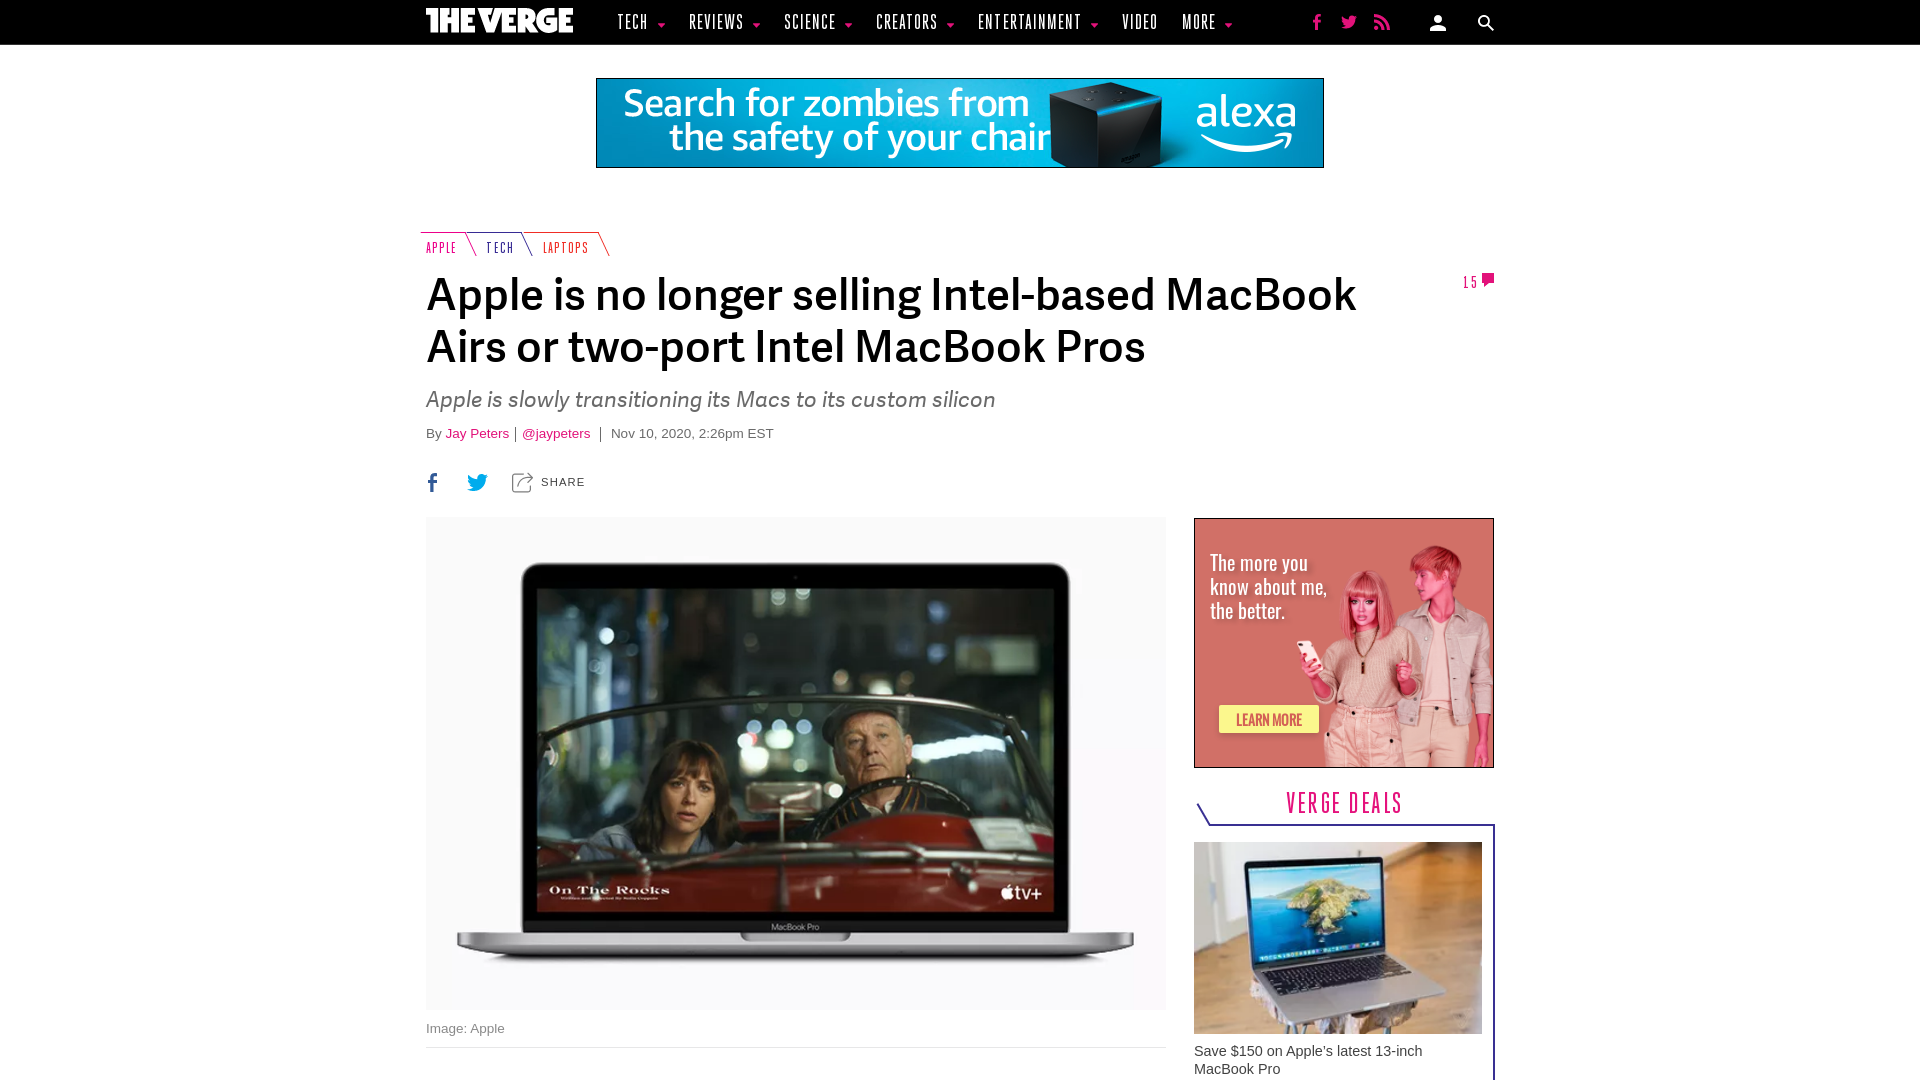 THE VERGE
TECH REVIEWS SCIENCE CREATORS ENTERTAINMENT VIDEO MORE
Search for zombies from
the safety of your chair
alexa
APPLE TECH LAPTOPS
Apple is no longer selling Intel-based MacBook
Airs or two-port Intel MacBook Pros
15
Apple is slowly transitioning its Macs to its custom silicon
By Jay Peters | @jaypeters | Nov 10, 2020, 2:26pm EST
SHARE
On The Rocks
tv+
MacBook Pro
Image: Apple
The more you
know about me,
the better.
LEARN MORE
VERGE DEALS
Save $150 on Apple’s latest 13-inch
MacBook Pro